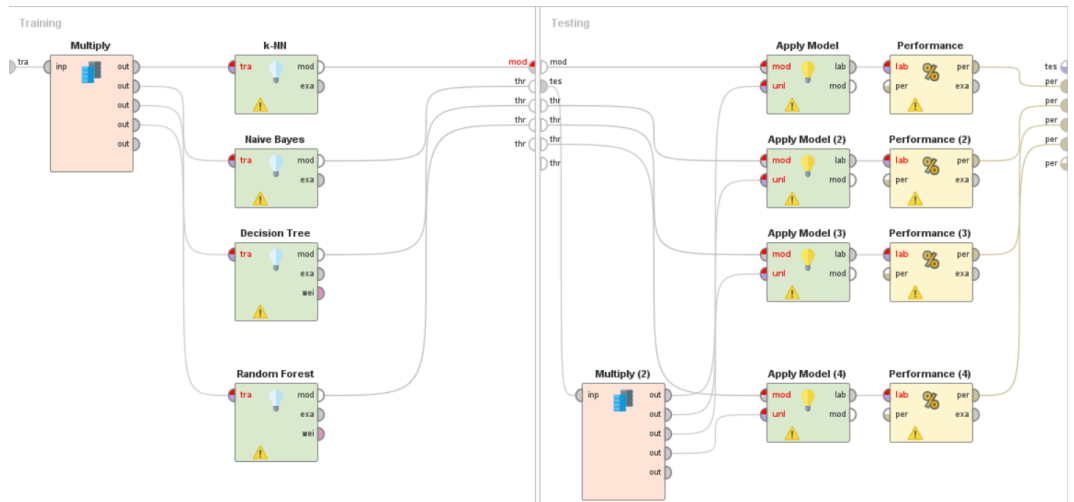 Training
Multiply
tra
inp
out
out
out
out
out
k-NN
tra
mod
exa
Naive Bayes
tra
mod
exa
Decision Tree
tra
mod
exa
wei
Random Forest
tra
mod
exa
wei
mod
thr
thr
thr
thr
Testing
mod
tes
thr
thr
thr
thr
Multiply (2)
inp
out
out
out
out
out
Apply Model
mod
unl
lab
mod
Performance
lab
per
per
exa
Apply Model (2)
mod
unl
lab
mod
Performance (2)
lab
per
per
exa
Apply Model (3)
mod
unl
lab
mod
Performance (3)
lab
per
per
exa
Apply Model (4)
mod
unl
lab
mod
Performance (4)
lab
per
per
exa
tes
per
per
per
per
per